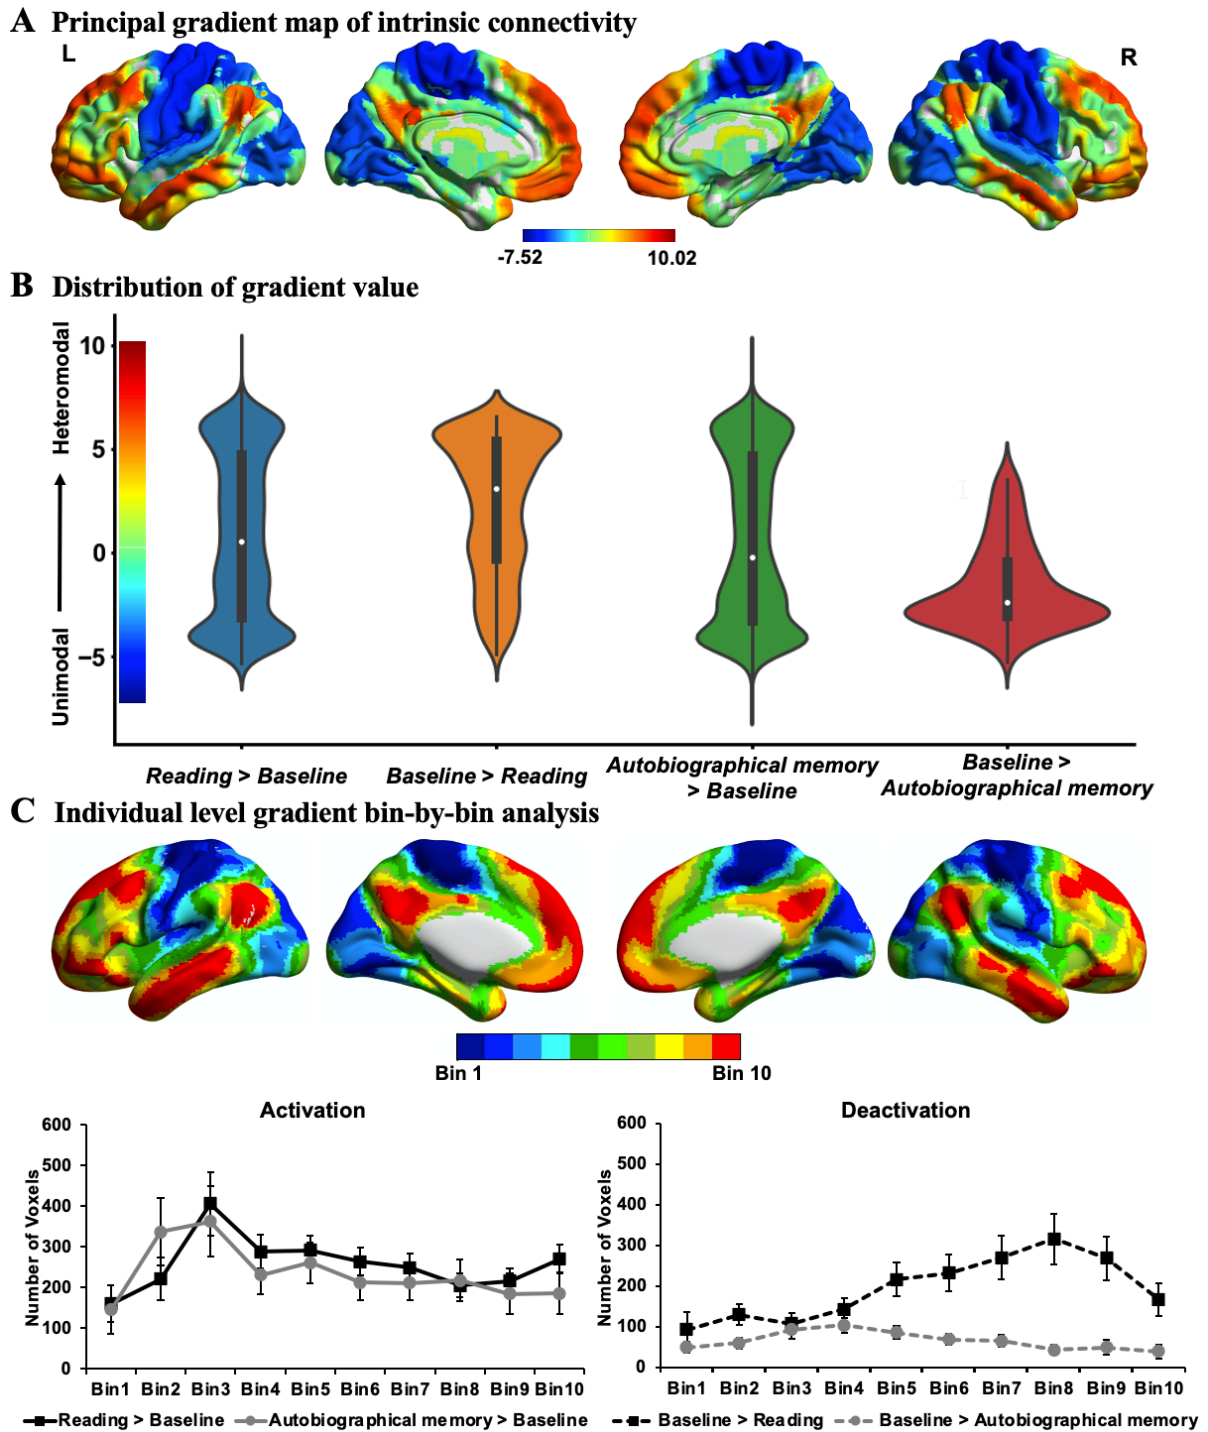 A Principal gradient map of intrinsic connectivity
L
R
-7.52
10.02
B Distribution of gradient value
Unimodal
Heteromodal
10
5
0
−5
Reading > Baseline
Baseline > Reading
Autobiographical memory
> Baseline
Baseline >
Autobiographical memory
C Individual level gradient bin-by-bin analysis
Bin 1
Bin 10
Activation
Number of Voxels
600
500
400
300
200
100
0
Bin1 Bin2 Bin3 Bin4 Bin5 Bin6 Bin7 Bin8 Bin9 Bin10
Reading > Baseline
Autobiographical memory > Baseline
Deactivation
Number of Voxels
600
500
400
300
200
100
0
Bin1 Bin2 Bin3 Bin4 Bin5 Bin6 Bin7 Bin8 Bin9 Bin10
Baseline > Reading
Baseline > Autobiographical memory